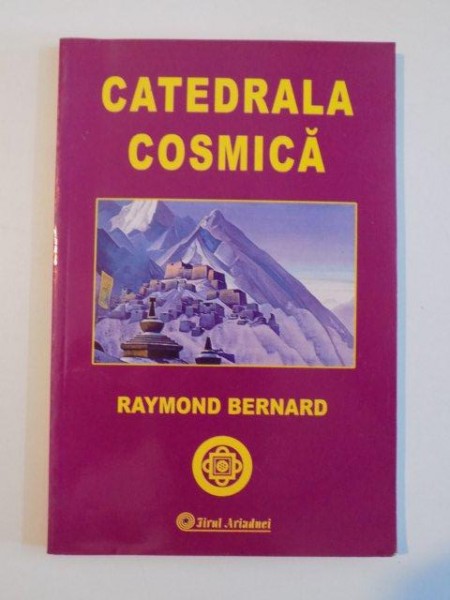 CATEDRALA
COSMICĂ
RAYMOND BERNARD
Firul Ariadnei